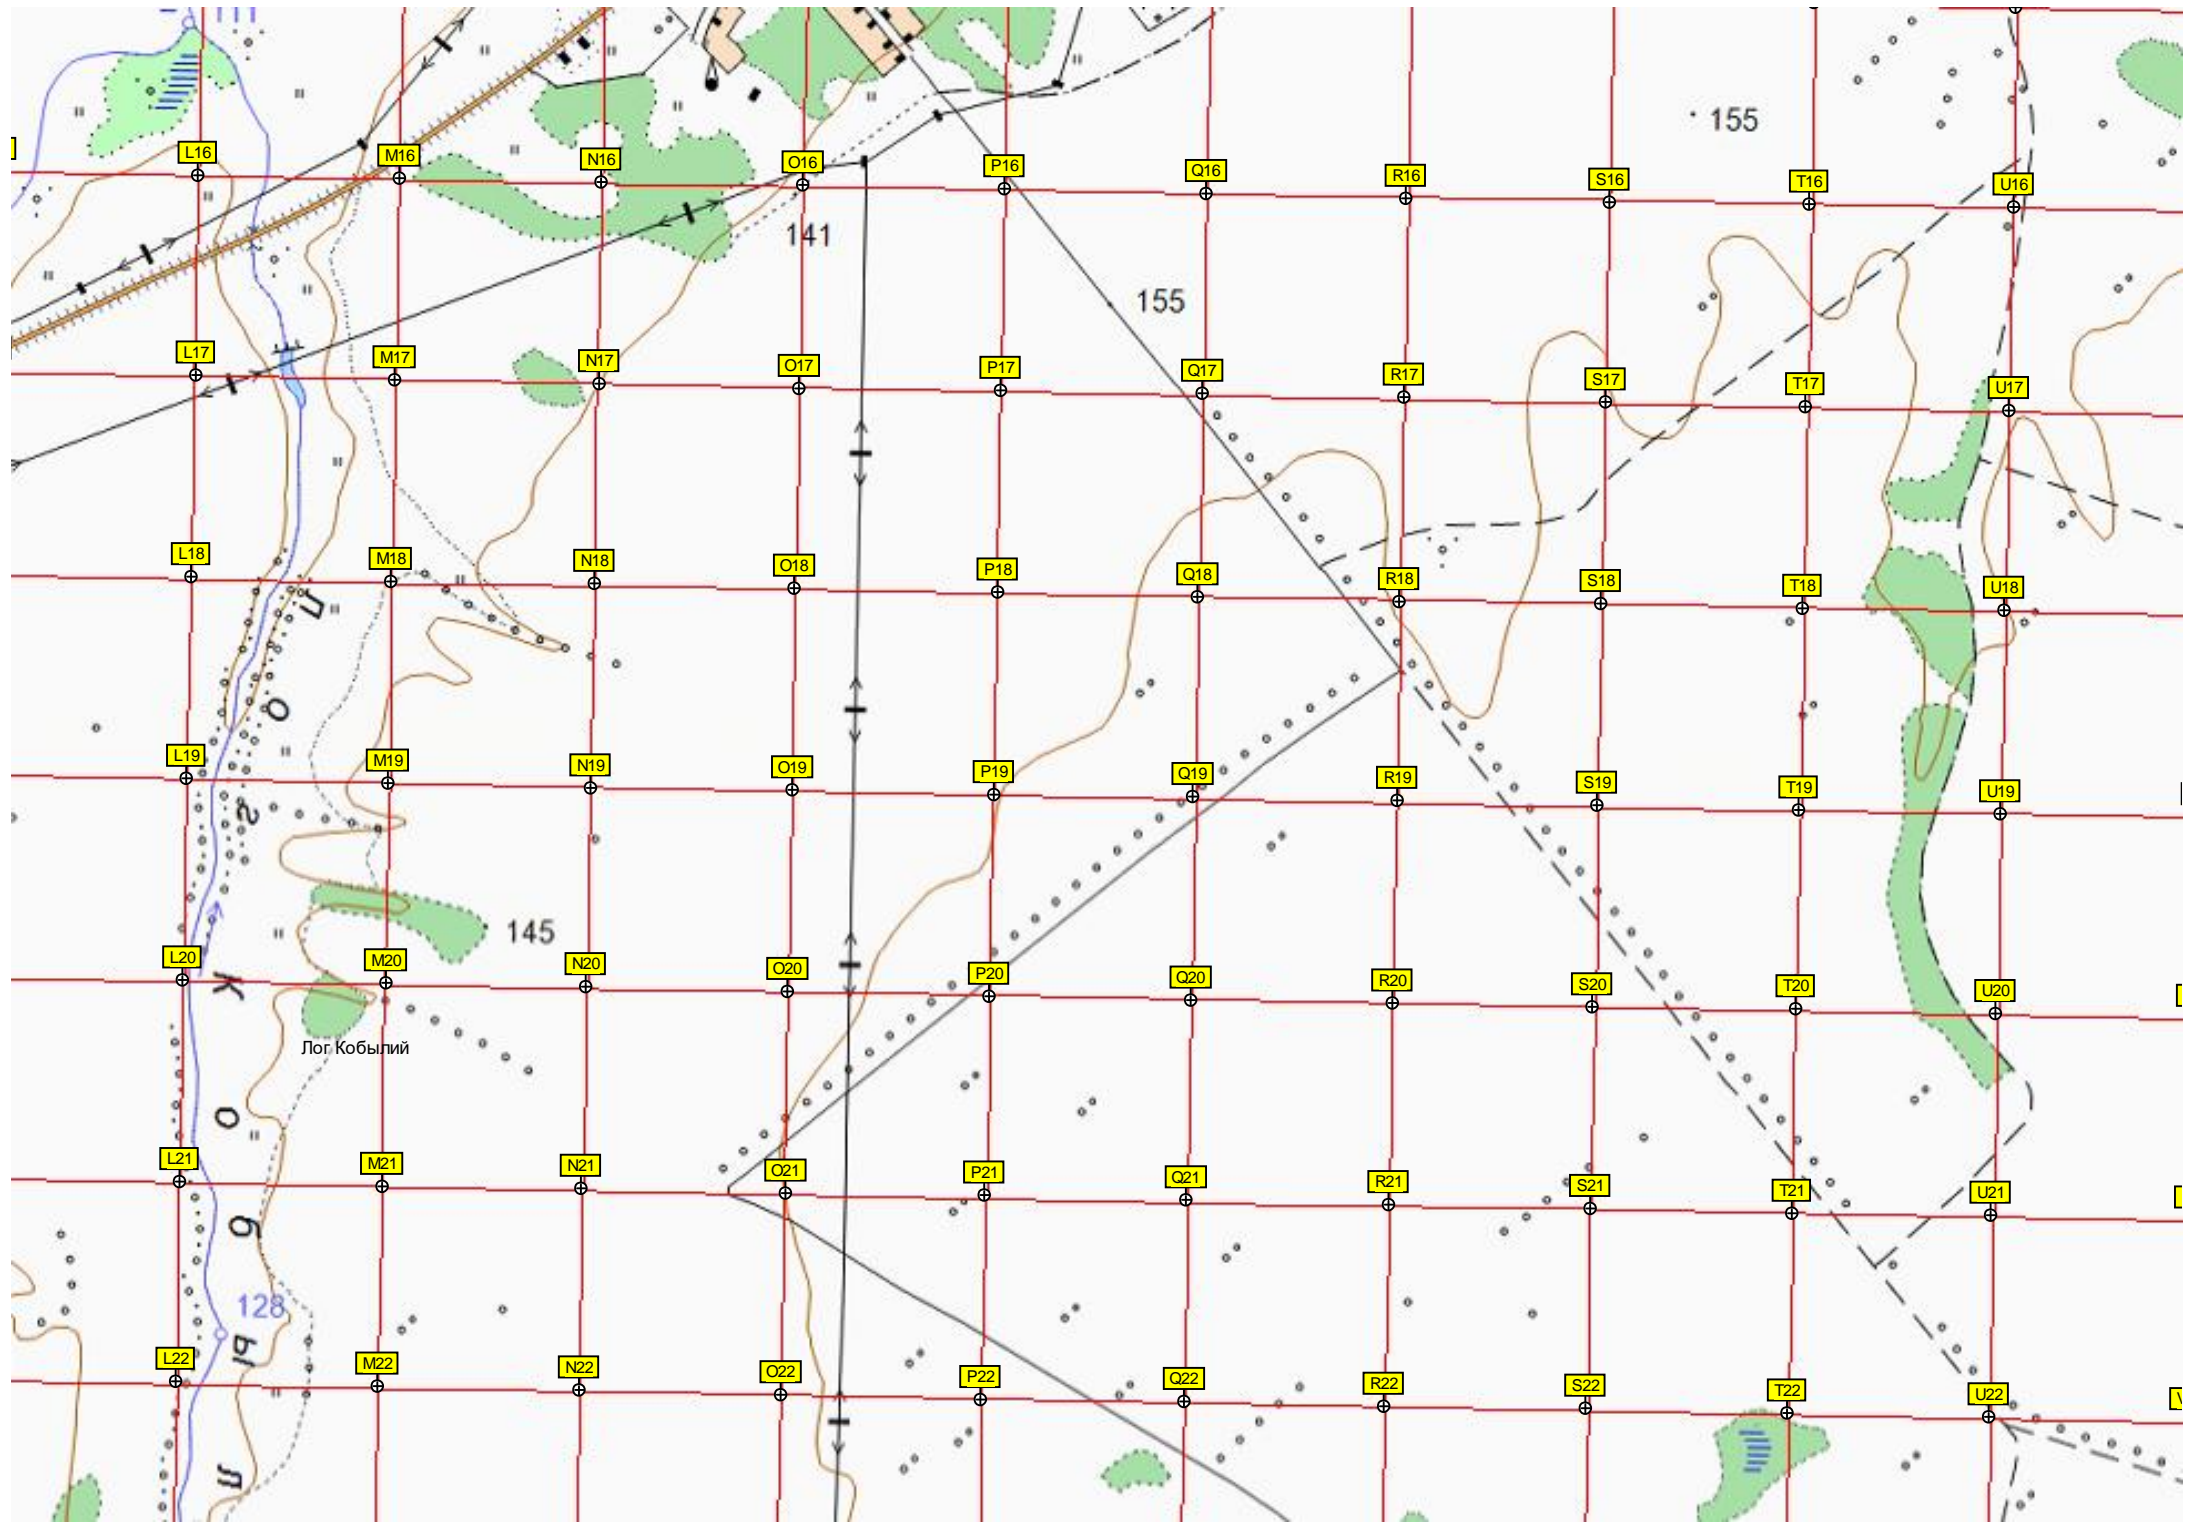 155
L16 M16 N16 O16 P16 Q16 R16 S16 T16 U16
141
155
L17 M17 N17 O17 P17 Q17 R17 S17 T17 U17
L18 M18 N18 O18 P18 Q18 R18 S18 T18 U18
L19 M19 N19 O19 P19 Q19 R19 S19 T19 U19
145
L20 M20 N20 O20 P20 Q20 R20 S20 T20 U20
Лог Кобылий
L21 M21 N21 O21 P21 Q21 R21 S21 T21 U21
128
L22 M22 N22 O22 P22 Q22 R22 S22 T22 U22